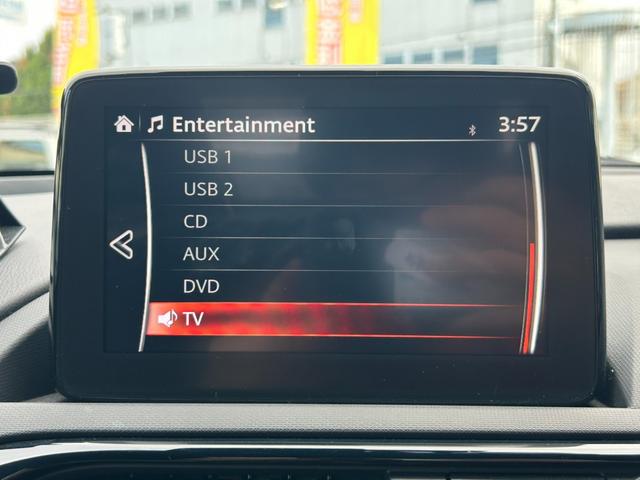 Entertainment
3:57
USB 1
USB 2
CD
AUX
DVD
TV